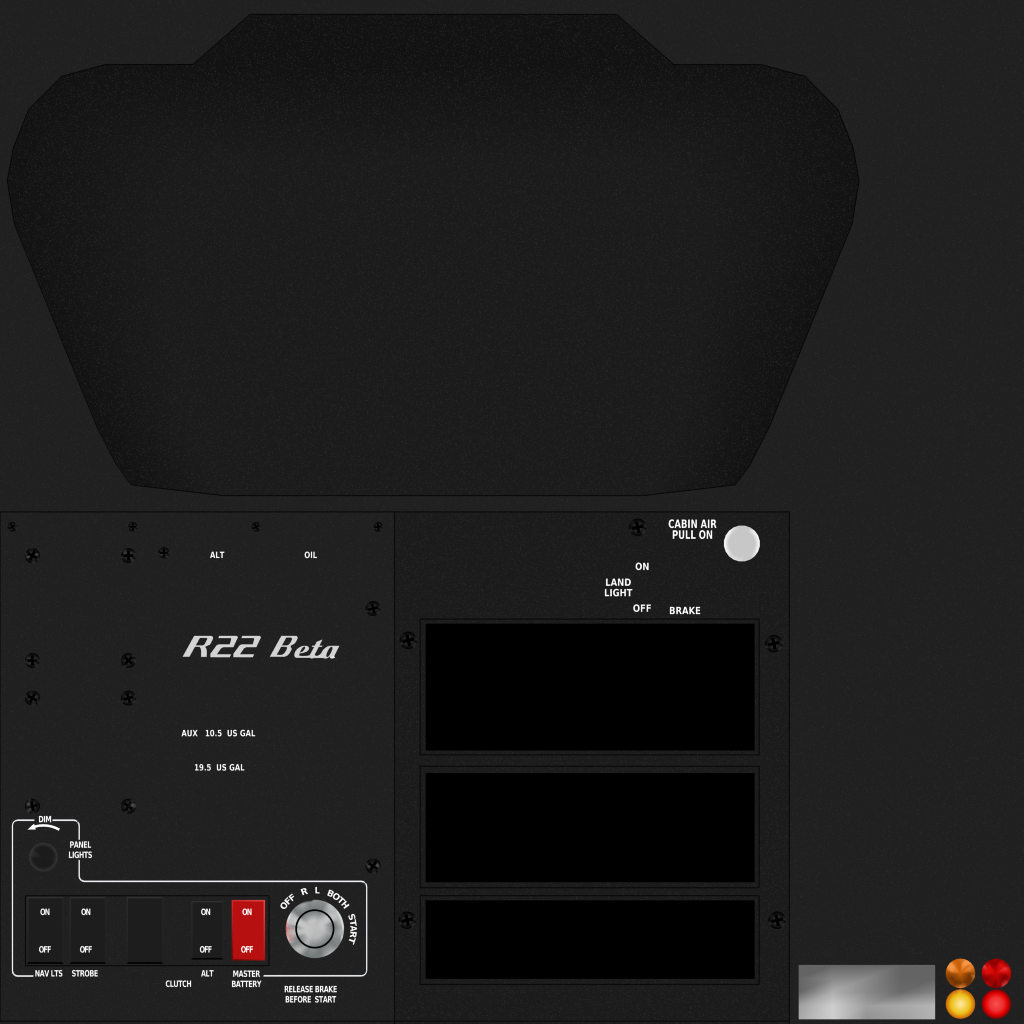 ALT OIL
R22 Beta
AUX 10.5 US GAL
19.5 US GAL
DIM
PANEL
LIGHTS
OFF R L BOTH START
ON ON ON ON
OFF OFF OFF OFF
NAV LTS STROBE CLUTCH ALT MASTER
BATTERY
RELEASE BRAKE
BEFORE START
CABIN AIR
PULL ON
ON
LAND
LIGHT
OFF BRAKE